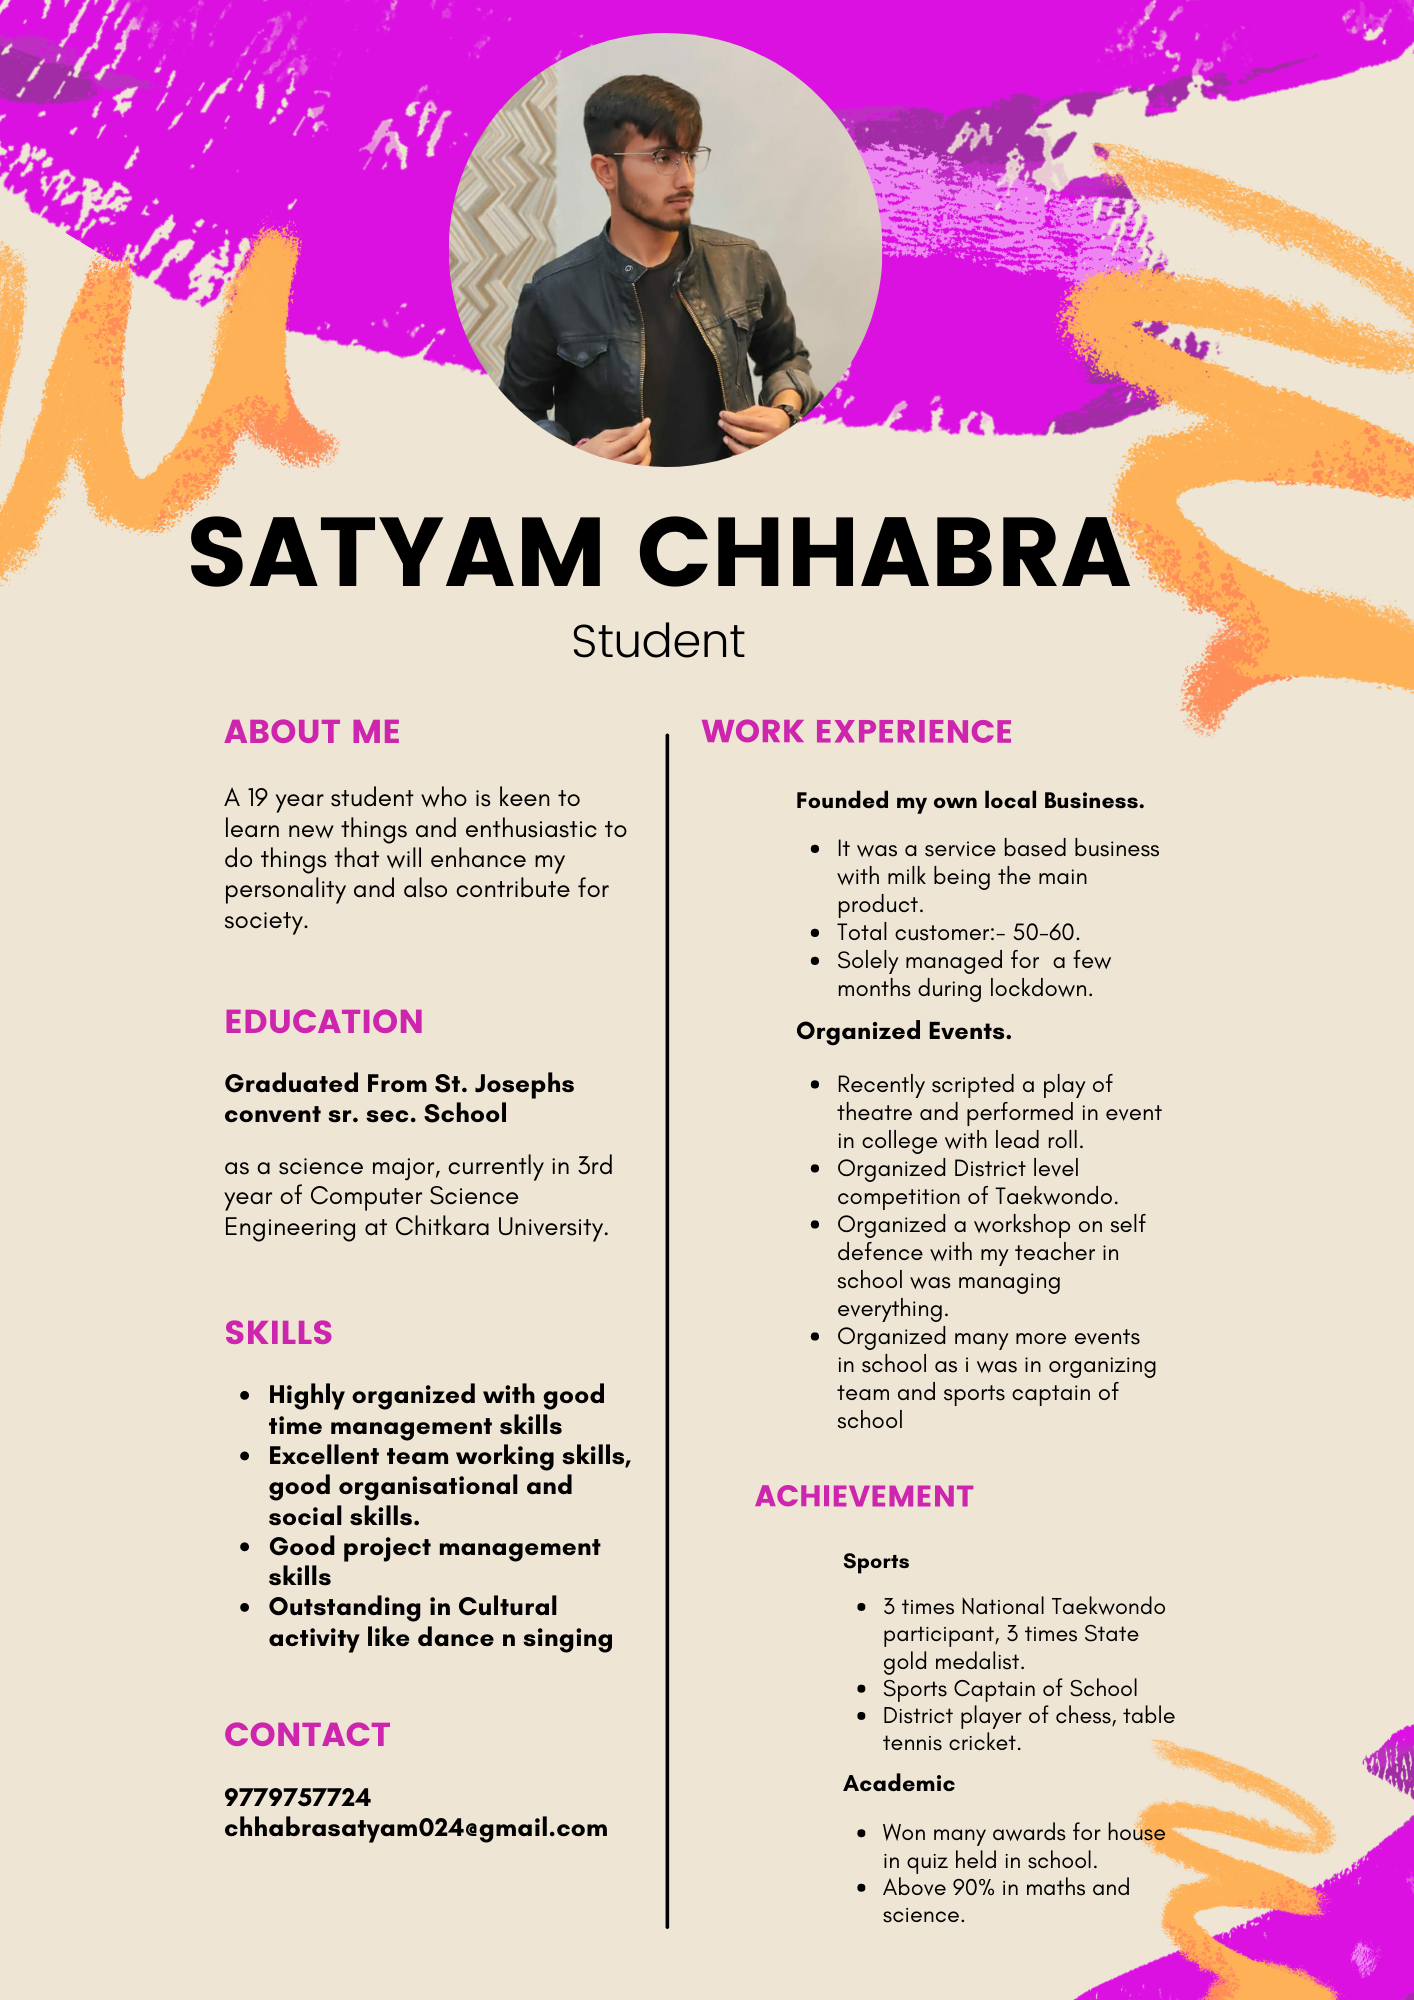 SATYAM CHHABRA
Student
ABOUT ME
A 19 year student who is keen to
learn new things and enthusiastic to
do things that will enhance my
personality and also contribute for
society.
EDUCATION
Graduated From St. Josephs
convent sr. sec. School
as a science major, currently in 3rd
year of Computer Science
Engineering at Chitkara University.
SKILLS
• Highly organized with good
time management skills
• Excellent team working skills,
good organisational and
social skills.
• Good project management
skills
• Outstanding in Cultural
activity like dance n singing
CONTACT
9779757724
chhabrasatyam024@gmail.com
WORK EXPERIENCE
Founded my own local Business.
• It was a service based business
with milk being the main
product.
• Total customer:- 50-60.
• Solely managed for a few
months during lockdown.
Organized Events.
• Recently scripted a play of
theatre and performed in event
in college with lead roll.
• Organized District level
competition of Taekwondo.
• Organized a workshop on self
defence with my teacher in
school was managing
everything.
• Organized many more events
in school as i was in organizing
team and sports captain of
school
ACHIEVEMENT
Sports
• 3 times National Taekwondo
participant, 3 times State
gold medalist.
• Sports Captain of School
• District player of chess, table
tennis cricket.
Academic
• Won many awards for house
in quiz held in school.
• Above 90% in maths and
science.